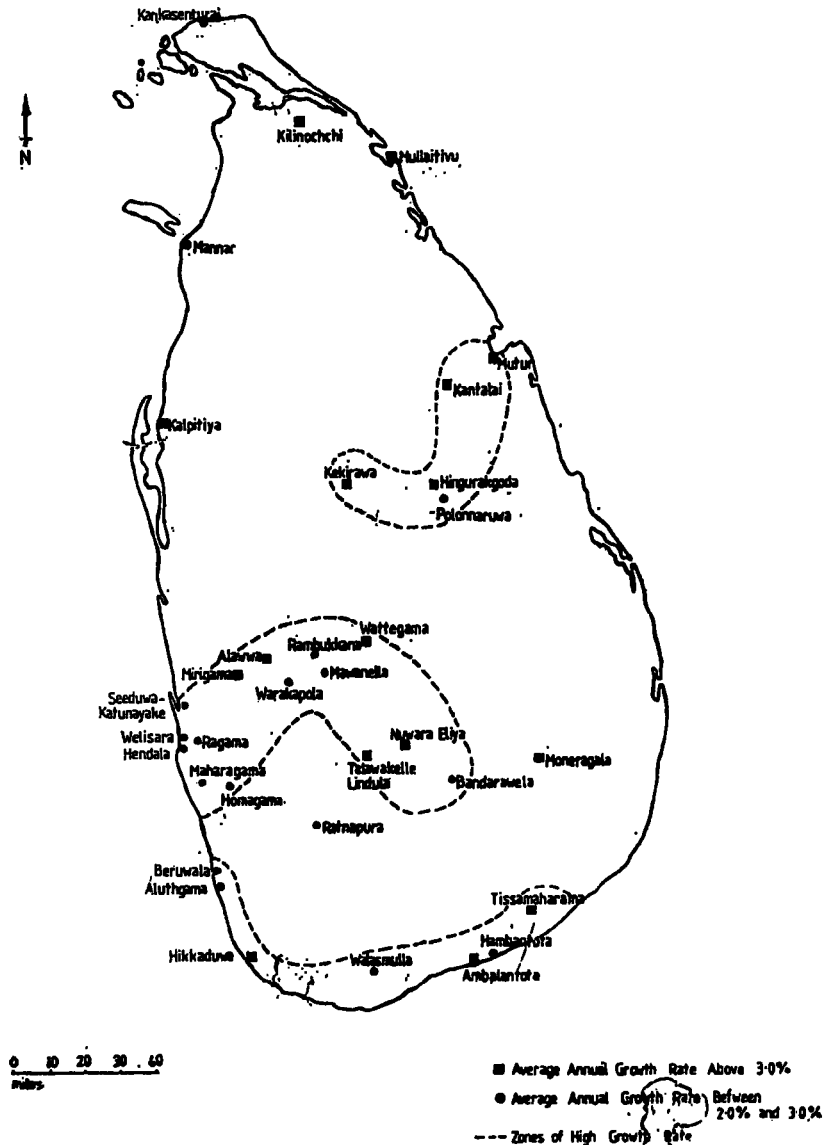 Kankasenturai
Kilinochchi
Mullaitivu
N
Mannar
Mutur
Kantalai
Kalpitiya
Kekirawa
Hingurakgoda
Polonnaruwa
Wattegama
Rambukkana
Alawwa
Mirigama
Mawanella
Warakapola
Seeduwa-
Katunayake
Welisara
Ragama
Hendala
Nuwara Eliya
Talawakelle
Lindula
Moneragala
Maharagama
Bandarawela
Homagama
Ratnapura
Beruwala
Aluthgama
Tissamaharama
Hikkaduwa
Hambantota
Walasmulla
Ambalantota
0 10 20 30 40
miles
Average Annual Growth Rate Above 3·0%
Average Annual Growth Rate Between
2·0% and 3·0%
Zones of High Growth Rate